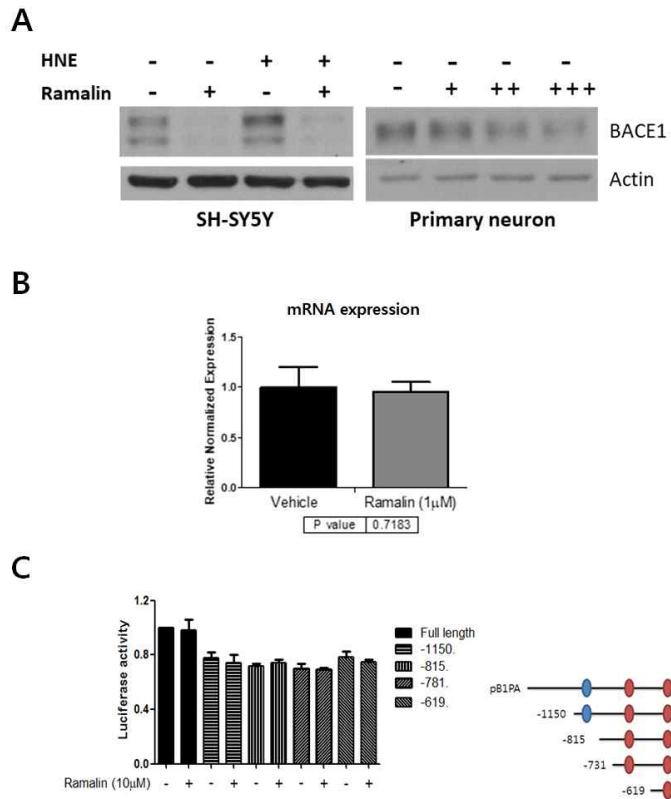 A
HNE - - + + - - - -
Ramalin - + - + - + ++ +++
BACE1
Actin
SH-SY5Y Primary neuron
B
mRNA expression
Relative Normalized Expression
1.5
1.0
0.5
0.0
Vehicle Ramalin (1μM)
P value 0.7183
C
Luciferase activity
1.2
0.8
0.4
0.0
Ramalin (10μM) - + - + - + - + - +
Full length
-1150.
-815.
-781.
-619.
pB1PA
-1150
-815
-731
-619